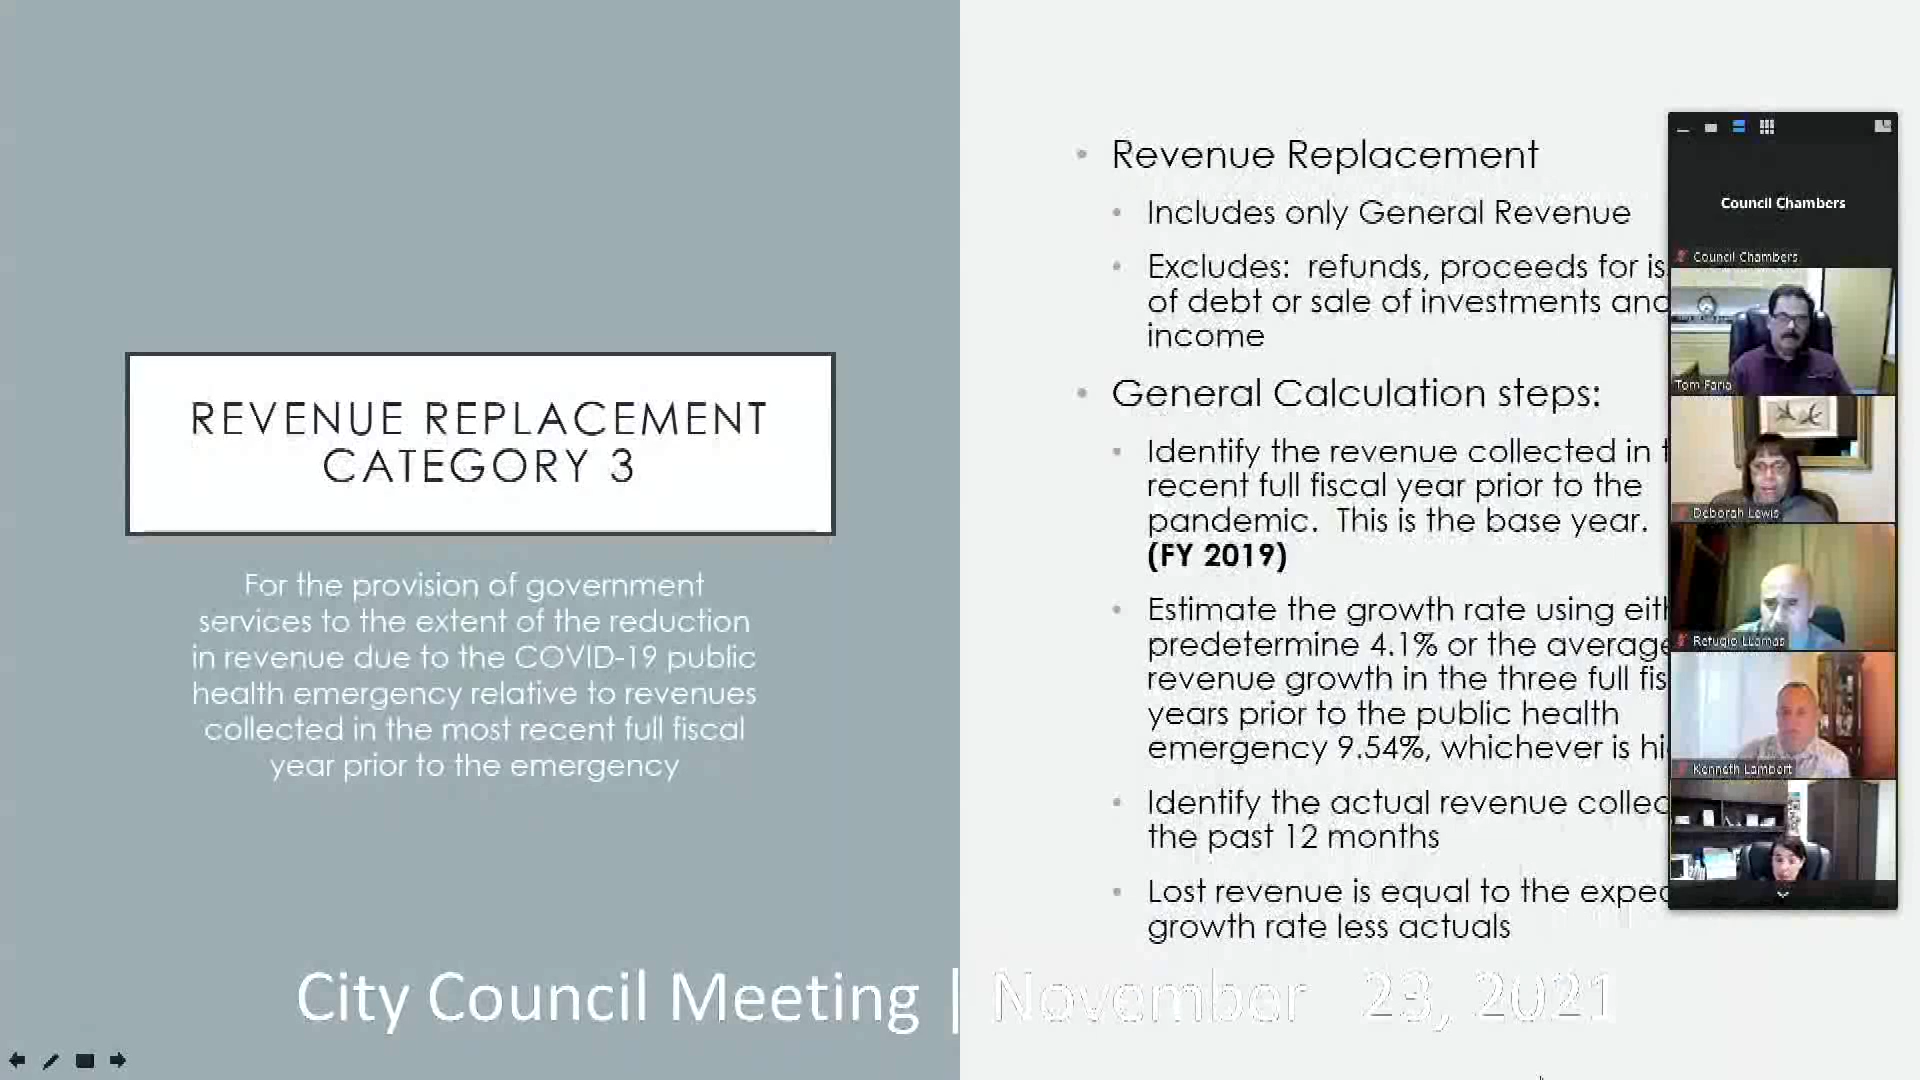 REVENUE REPLACEMENT
CATEGORY 3
For the provision of government
services to the extent of the reduction
in revenue due to the COVID-19 public
health emergency relative to revenues
collected in the most recent full fiscal
year prior to the emergency
• Revenue Replacement
• Includes only General Revenue
• Excludes: refunds, proceeds for is
of debt or sale of investments and
income
• General Calculation steps:
• Identify the revenue collected in
recent full fiscal year prior to the
pandemic. This is the base year.
(FY 2019)
• Estimate the growth rate using eith
predetermine 4.1% or the average
revenue growth in the three full fis
years prior to the public health
emergency 9.54%, whichever is hi
• Identify the actual revenue collec
the past 12 months
• Lost revenue is equal to the expec
growth rate less actuals
Council Chambers
Council Chambers
Tom Faria
Deborah Lewis
Refugio LLamas
Kenneth Lambert
City Council Meeting | November 23, 2021